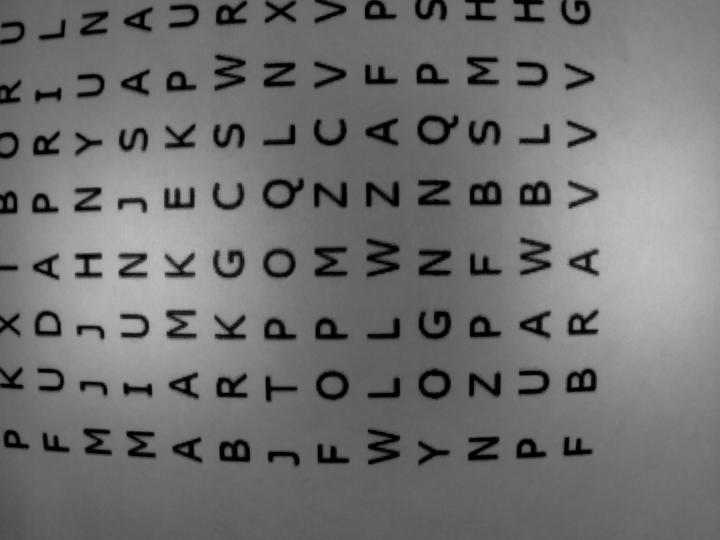 P K X I B O R U
F U D A P R I L
M J J H N Y U N
M I U N J S A A
A A M K E K P U
B R K G C S W R
J T P O Q L N X
F O P M Z C V V
W L L W Z A F P
Y O G N N Q P S
N Z P F B S M H
P U A W B L U H
F B R A V V V G